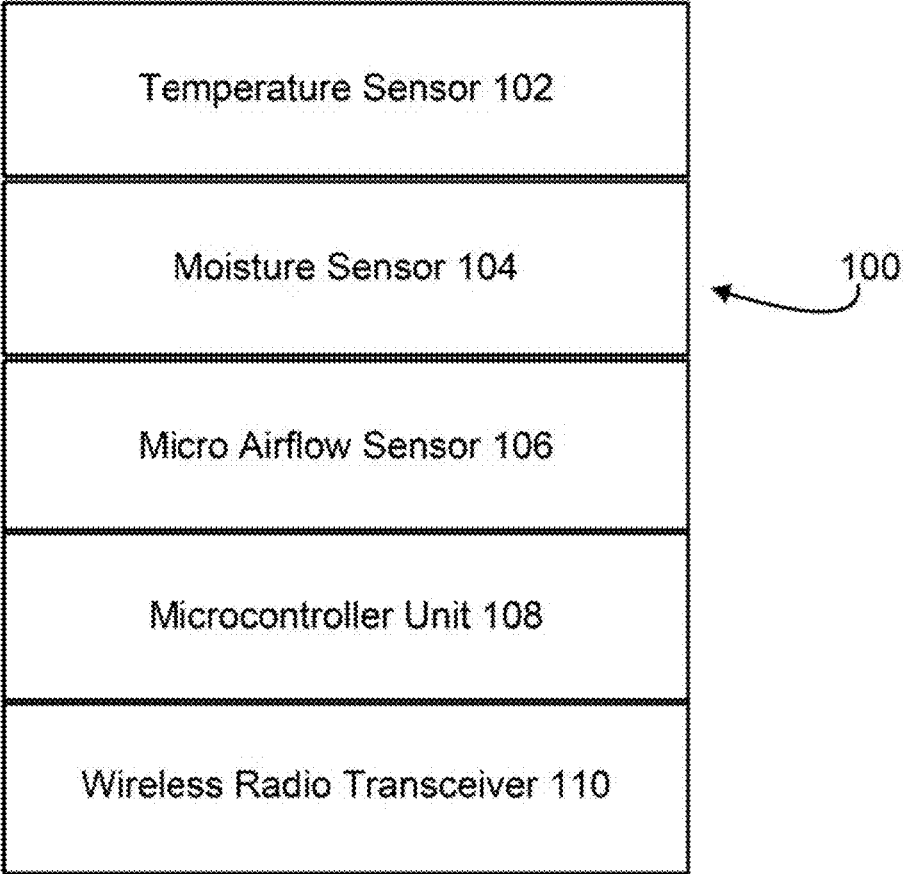 Temperature Sensor 102
Moisture Sensor 104
100
Micro Airflow Sensor 106
Microcontroller Unit 108
Wireless Radio Transceiver 110